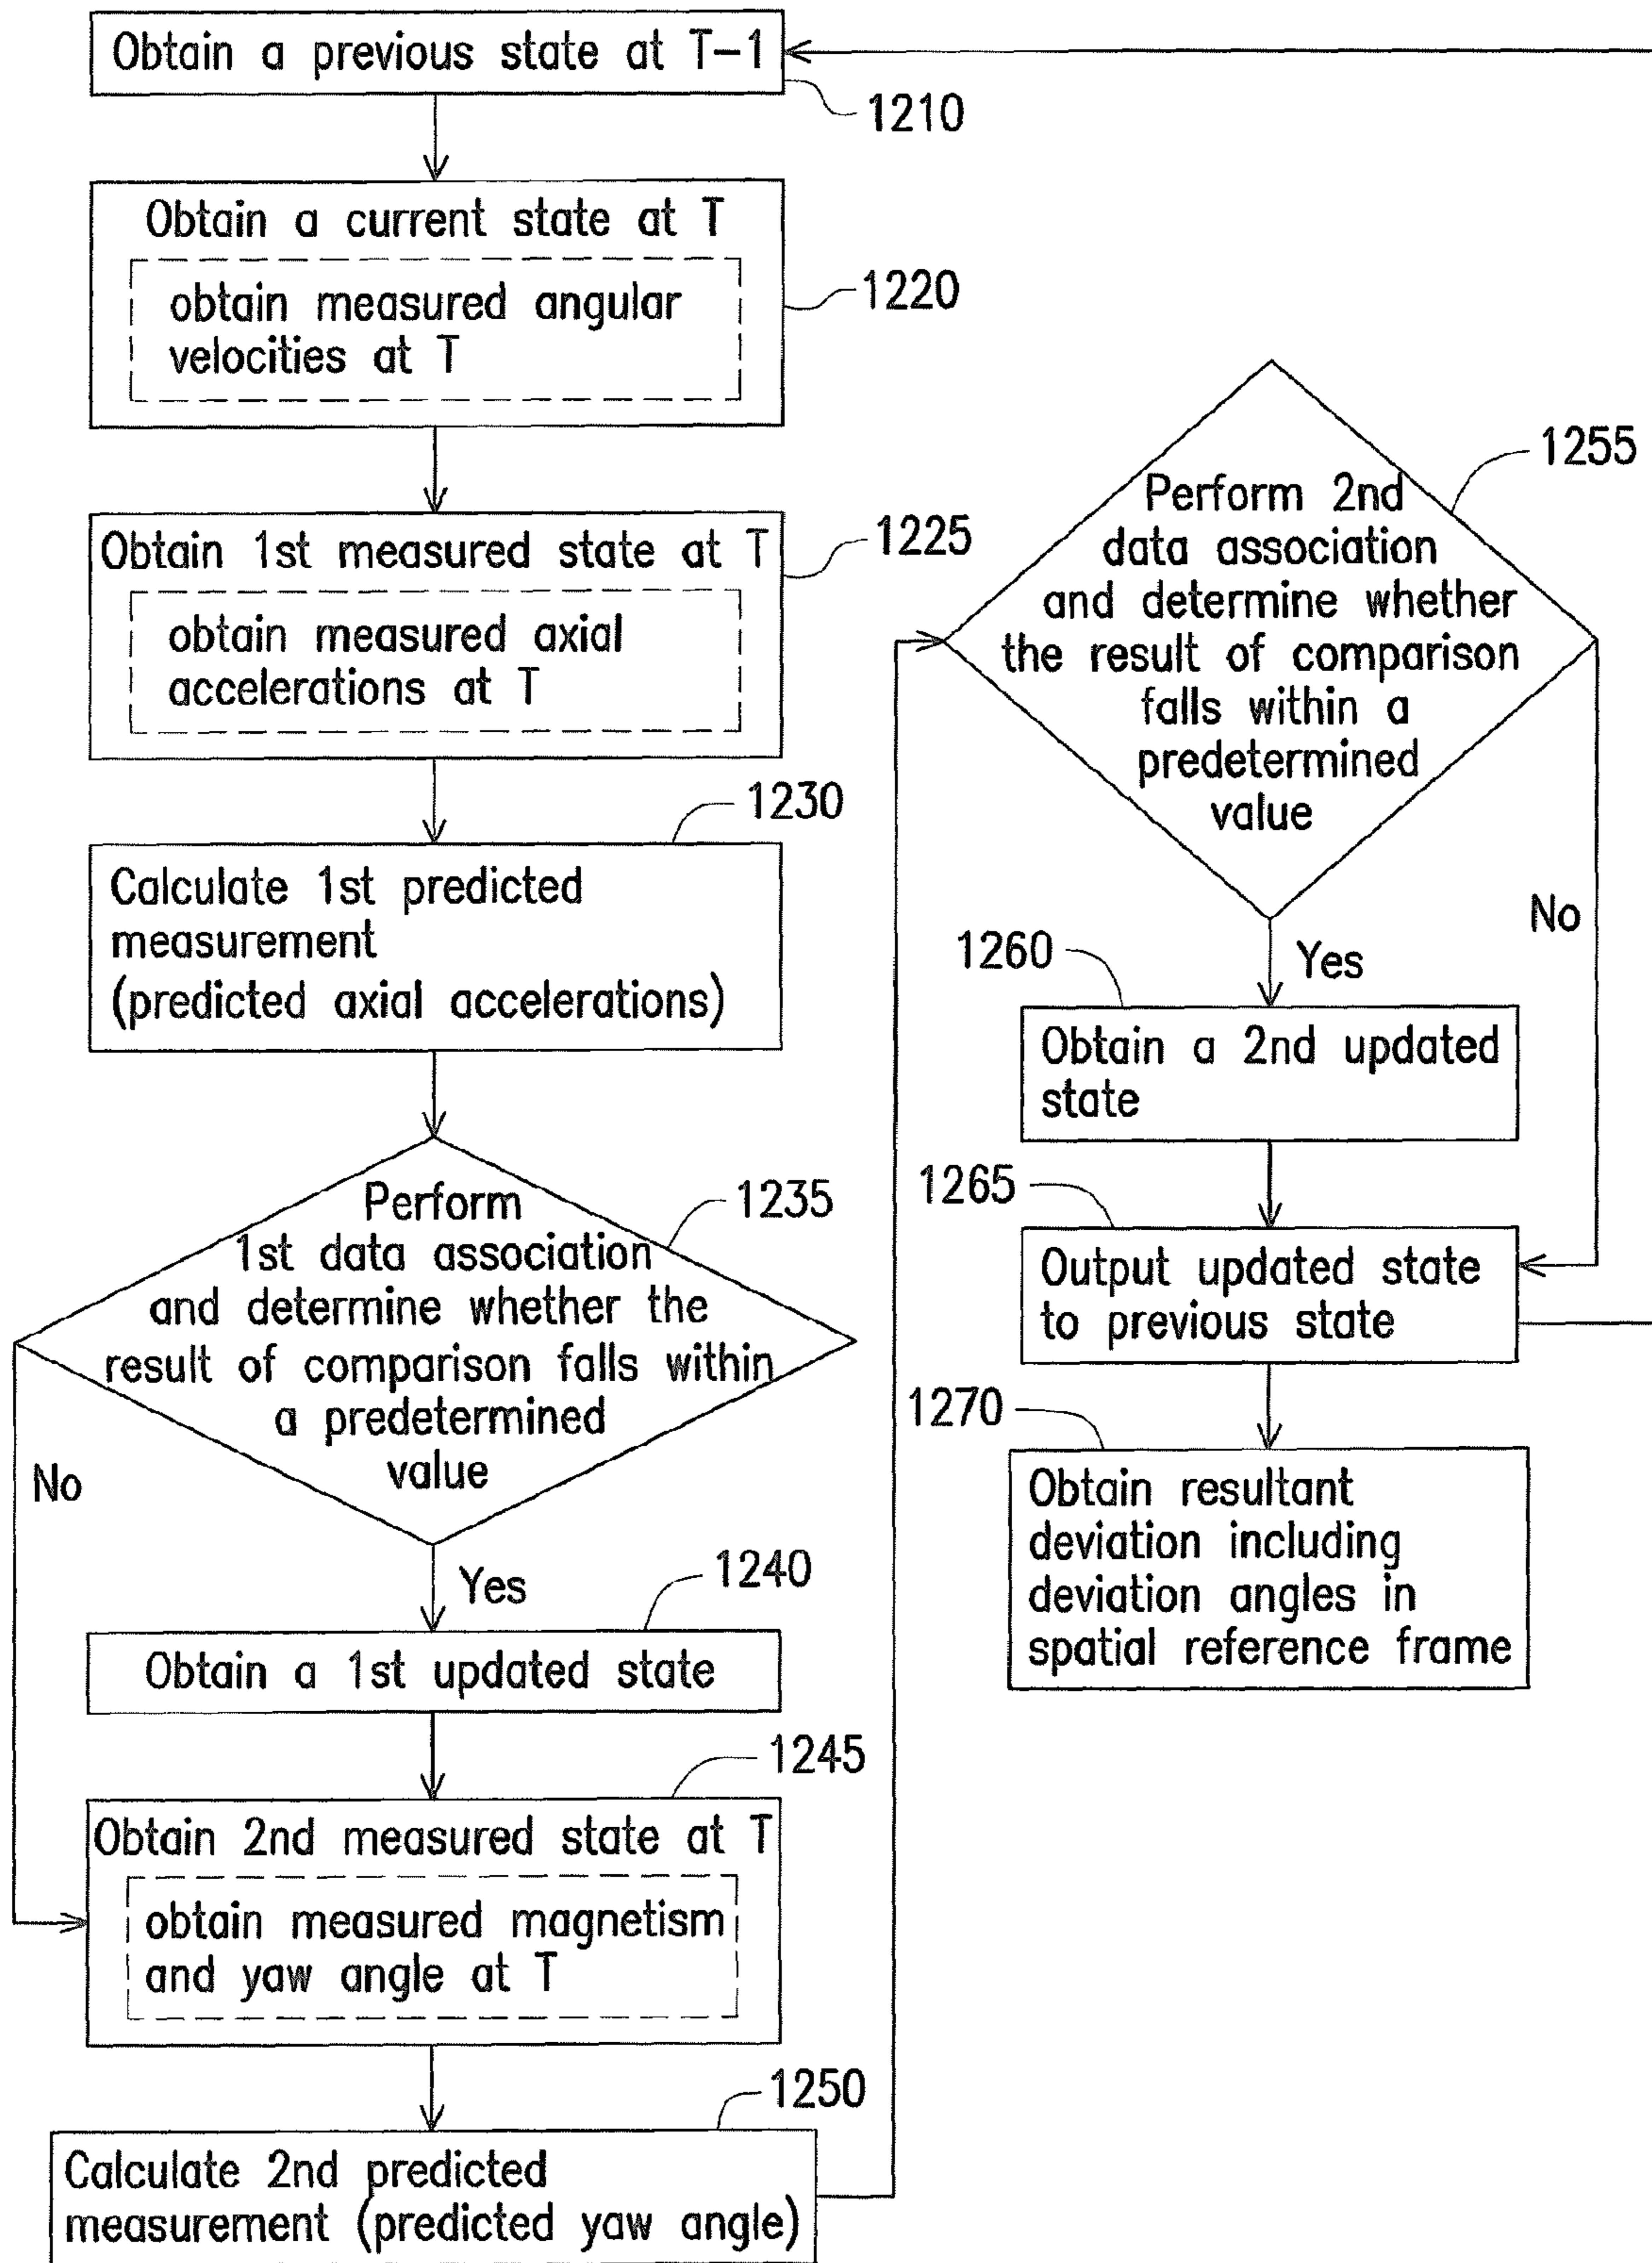 Obtain a previous state at T-1
1210
Obtain a current state at T
obtain measured angular
velocities at T
1220
Obtain 1st measured state at T
obtain measured axial
accelerations at T
1225
1230
Calculate 1st predicted
measurement
(predicted axial accelerations)
Perform
1st data association
and determine whether the
result of comparison falls within
a predetermined
value
1235
No
Yes
1240
Obtain a 1st updated state
1245
Obtain 2nd measured state at T
obtain measured magnetism
and yaw angle at T
1250
Calculate 2nd predicted
measurement (predicted yaw angle)
1255
Perform 2nd
data association
and determine whether
the result of comparison
falls within a
predetermined
value
No
Yes
1260
Obtain a 2nd updated
state
1265
Output updated state
to previous state
1270
Obtain resultant
deviation including
deviation angles in
spatial reference frame